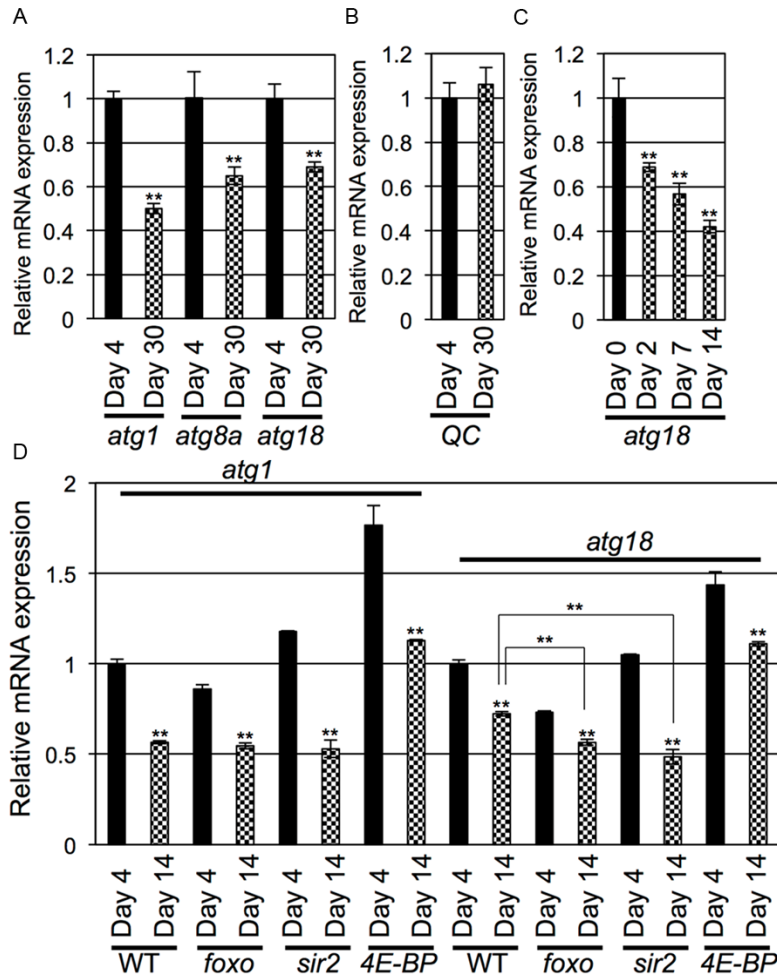 A
Relative mRNA expression
1.2
1
0.8
0.6
0.4
0.2
0
**
**
**
Day 4
Day 30
Day 4
Day 30
Day 4
Day 30
atg1
atg8a
atg18
B
Relative mRNA expression
1.2
1
0.8
0.6
0.4
0.2
0
Day 4
Day 30
QC
C
Relative mRNA expression
1.2
1
0.8
0.6
0.4
0.2
0
**
**
**
Day 0
Day 2
Day 7
Day 14
atg18
D
Relative mRNA expression
2
1.5
1
0.5
0
atg1
atg18
**
**
**
**
**
**
**
**
**
**
Day 4
Day 14
Day 4
Day 14
Day 4
Day 14
Day 4
Day 14
Day 4
Day 14
Day 4
Day 14
Day 4
Day 14
Day 4
Day 14
WT
foxo
sir2
4E-BP
WT
foxo
sir2
4E-BP